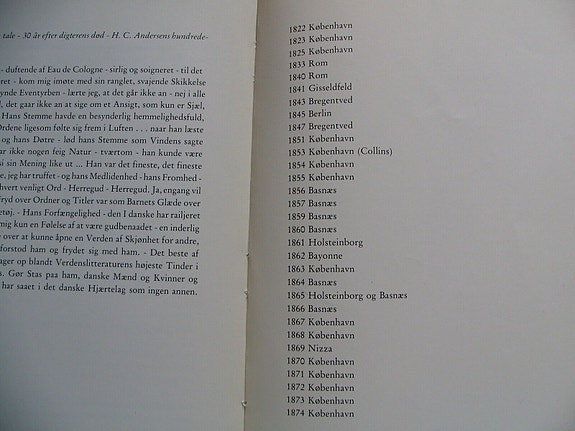 tale - 30 år efter digterens død - H. C. Andersens hundrede-
- duftende af Eau de Cologne - sirlig og soigneret - til det
ret - kom mig imøte med sin ranglet, svajende Skikkelse
ynde Eventyrben - lærte jeg, at det går ikke an - nej i alle
l, det gaar ikke an at sige om et Ansigt, som kun er Sjæl,
Hans Stemme havde en besynderlig hemmelighedsfuld,
Ordene ligesom følte sig frem i Luften . . . naar han læste
og hans Døtre - lød hans Stemme som Vindens sagte
ar ikke nogen feig Natur - tværtom - han kunde være
si sin Mening like ut ... Han var det fineste, det fineste
e, jeg har truffet - og hans Medlidenhed - hans Fromhed -
hvert venligt Ord - Herregud - Herregud. Ja, engang vil
Fryd over Ordner og Titler var som Barnets Glæde over
etøj. - Hans Forfængelighed - den I danske har railjeret
mig kun en Følelse af at være gudbenaadet - en inderlig
e over at kunne åpne en Verden af Skjønhet for andre,
forstod ham og frydet sig med ham. - Det beste af
ager op blandt Verdenslitteraturens højeste Tinder i
s. Gør Stas paa ham, danske Mænd og Kvinner og
har saaet i det danske Hjærtelag som ingen annen.
1822 København
1823 København
1825 København
1833 Rom
1840 Rom
1841 Gisseldfeld
1843 Bregentved
1845 Berlin
1847 Bregentved
1851 København
1853 København (Collins)
1854 København
1855 København
1856 Basnæs
1857 Basnæs
1859 Basnæs
1860 Basnæs
1861 Holsteinborg
1862 Bayonne
1863 København
1864 Basnæs
1865 Holsteinborg og Basnæs
1866 Basnæs
1867 København
1868 København
1869 Nizza
1870 København
1871 København
1872 København
1873 København
1874 København